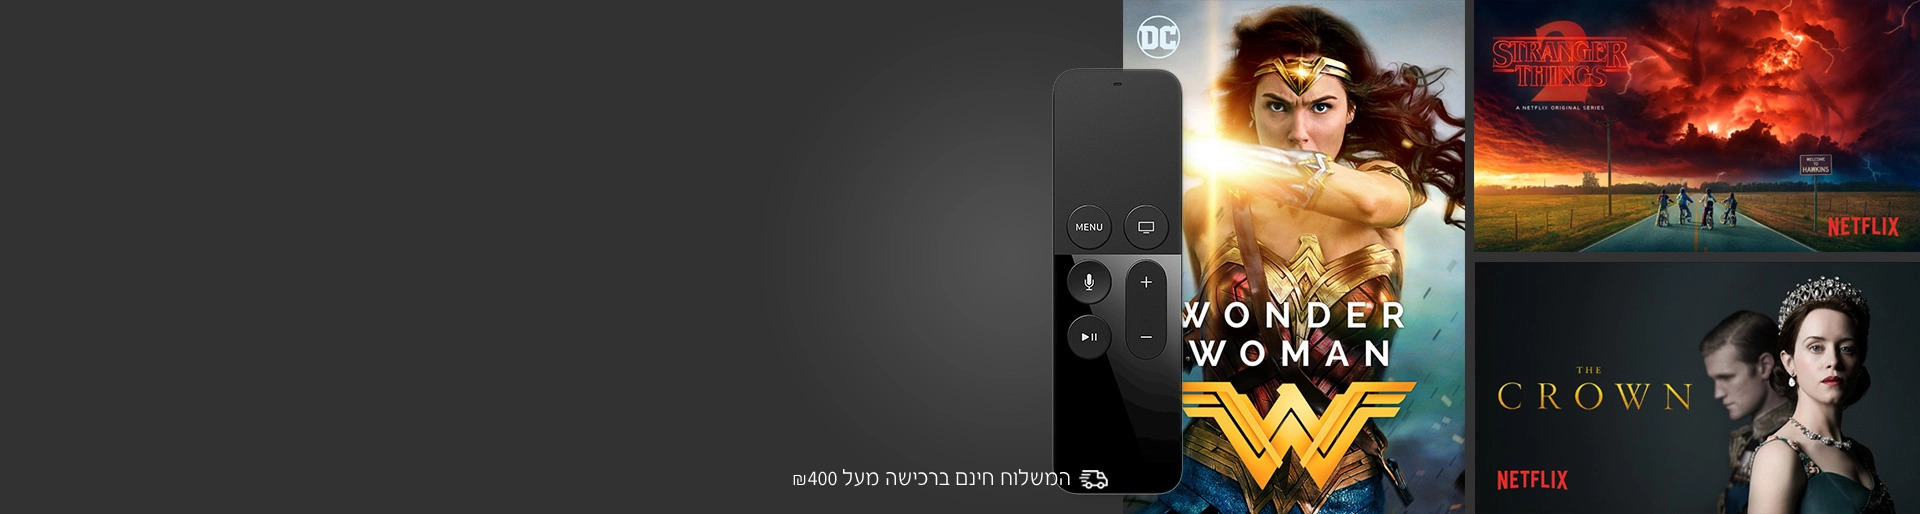 DC
MENU
WONDER
WOMAN
המשלוח חינם ברכישה מעל 400₪
STRANGER
THINGS
2
A NETFLIX ORIGINAL SERIES
WELCOME
TO
HAWKINS
NETFLIX
THE
CROWN
NETFLIX